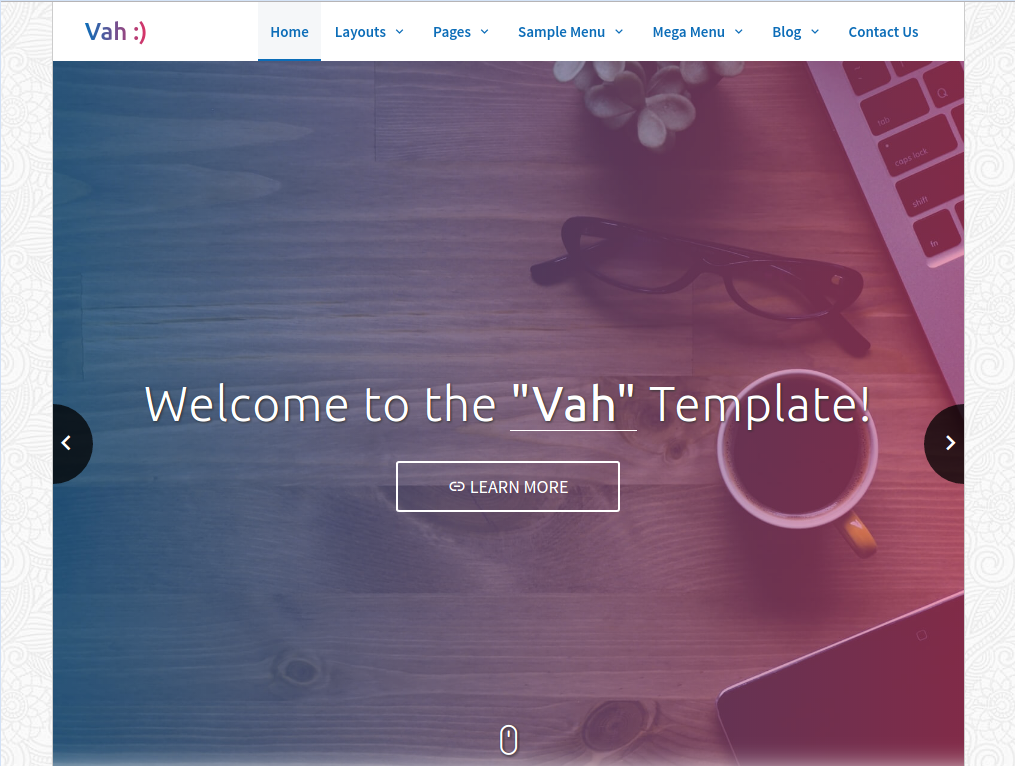 Vah :)
Home Layouts Pages Sample Menu Mega Menu Blog Contact Us
Q
tab
caps lock
shift
fn
Welcome to the "Vah" Template!
LEARN MORE